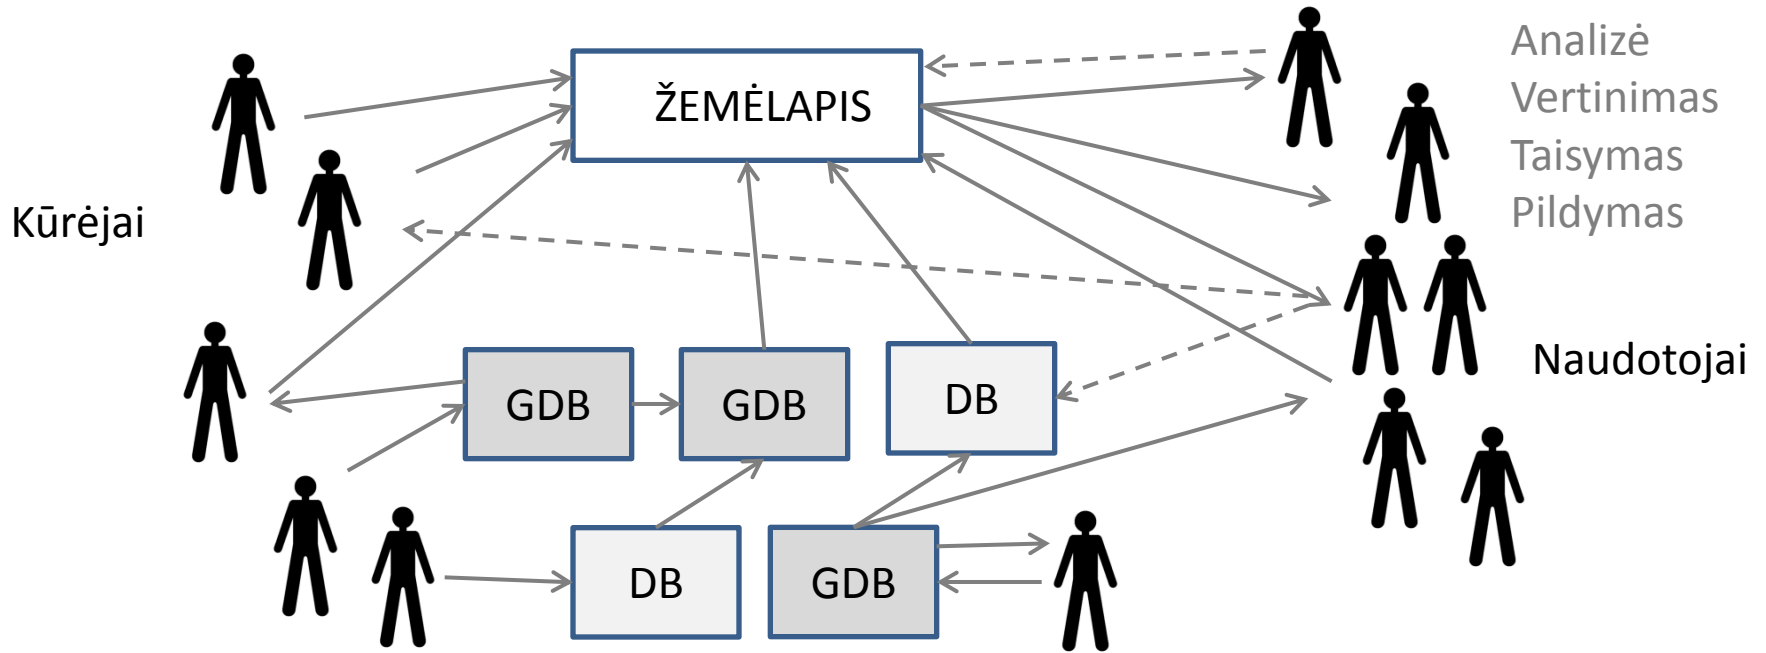 ŽEMĖLAPIS
Analizė
Vertinimas
Taisymas
Pildymas
Kūrėjai
Naudotojai
GDB
GDB
DB
DB
GDB